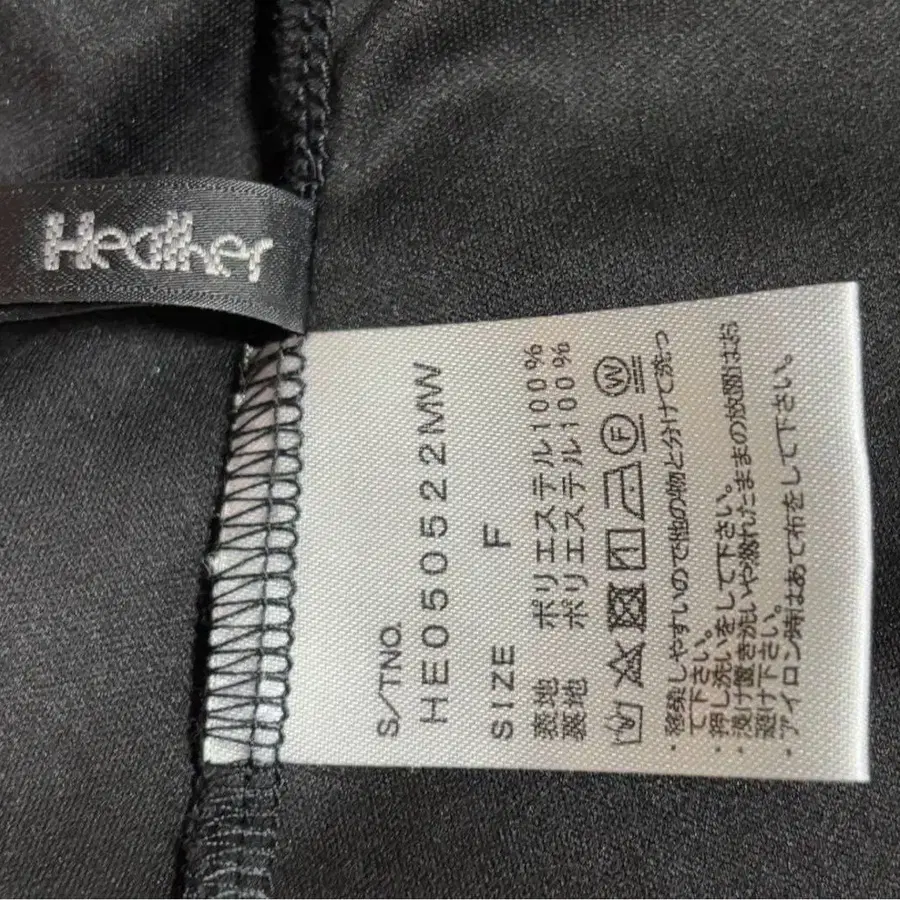 Heather
S/TNO.
HE050522MW
SIZE F
表地 ポリエステル100%
裏地 ポリエステル100%
F W
・移染しやすいので他の物と分けて洗っ
て下さい。
・押し洗いをして下さい。
・浸け置き洗いや濡れたままの放置はお
避け下さい。
・アイロン時はあて布をして下さい。